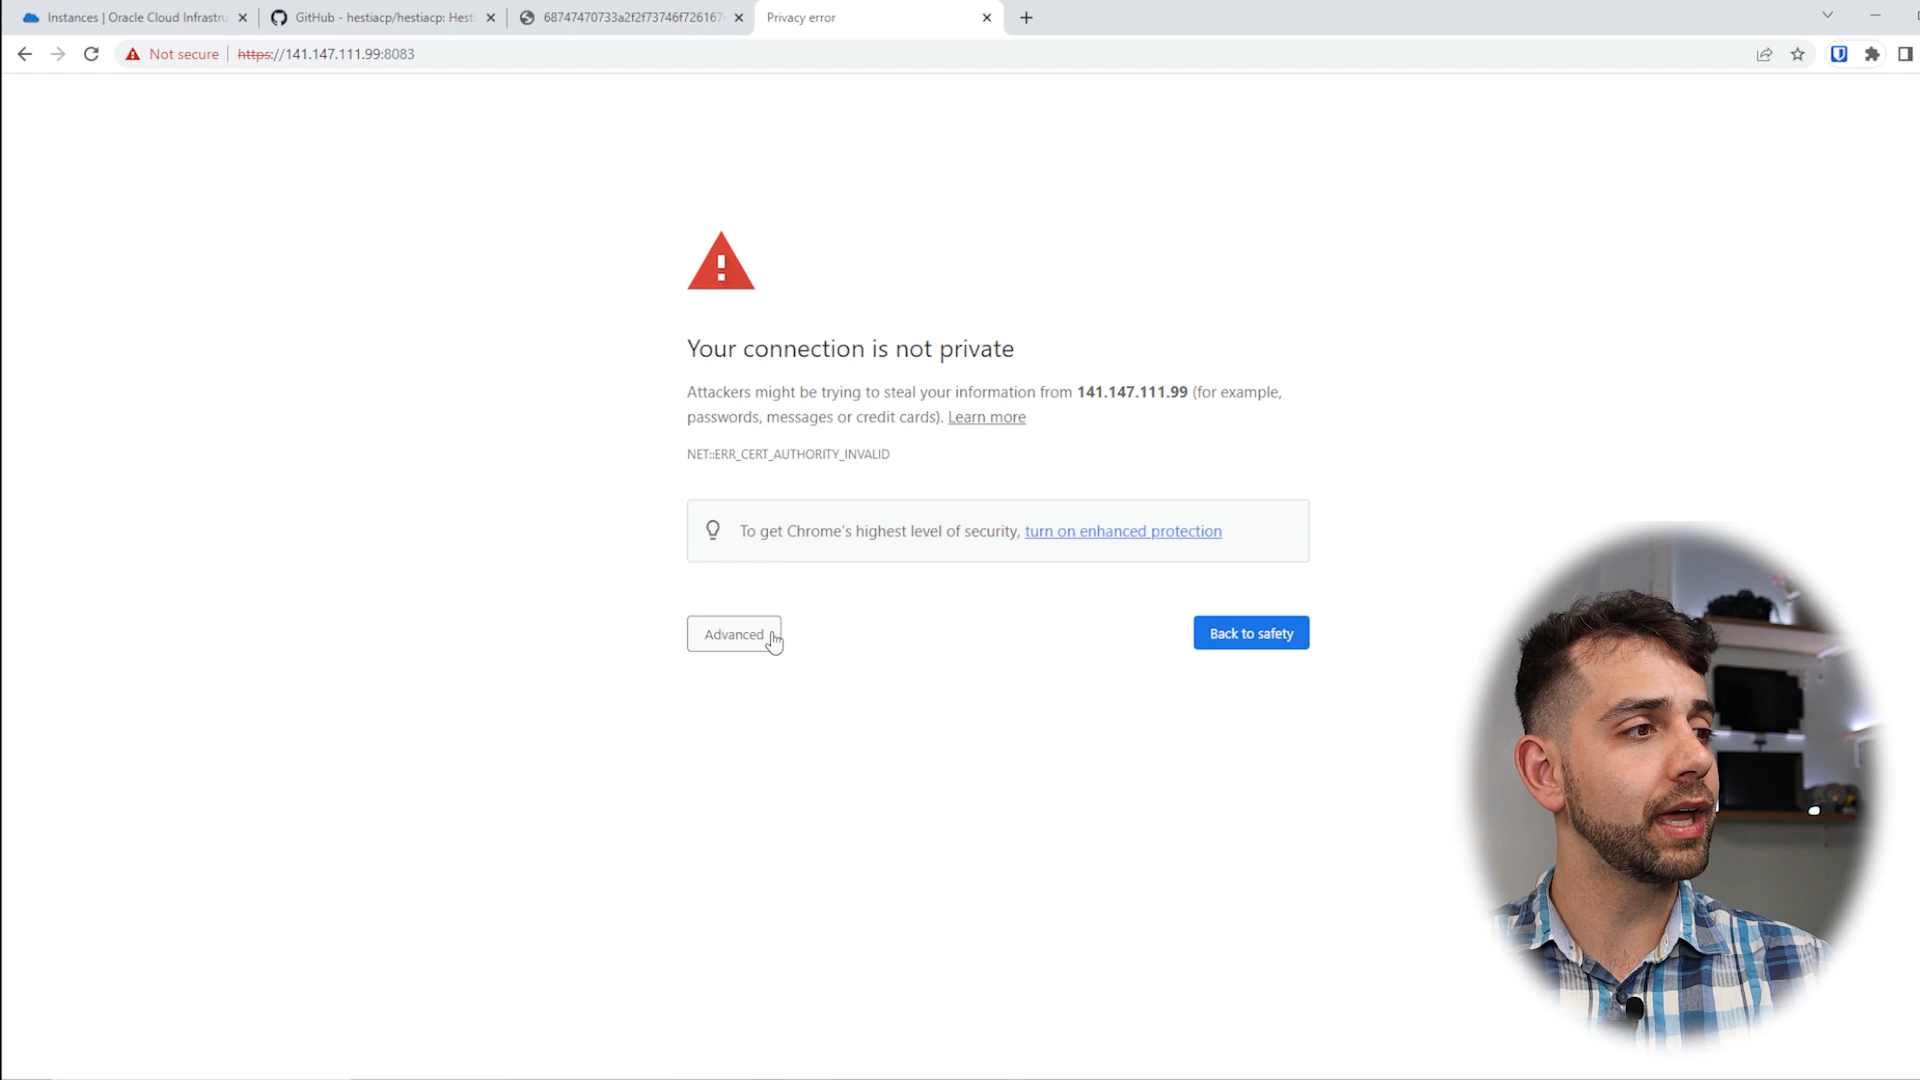 Instances | Oracle Cloud Infrastru
GitHub - hestiacp/hestiacp: Hesti
68747470733a2f2f73746f726167
Privacy error
Not secure
https://141.147.111.99:8083
Your connection is not private
Attackers might be trying to steal your information from 141.147.111.99 (for example,
passwords, messages or credit cards). Learn more
NET::ERR_CERT_AUTHORITY_INVALID
To get Chrome's highest level of security, turn on enhanced protection
Advanced
Back to safety